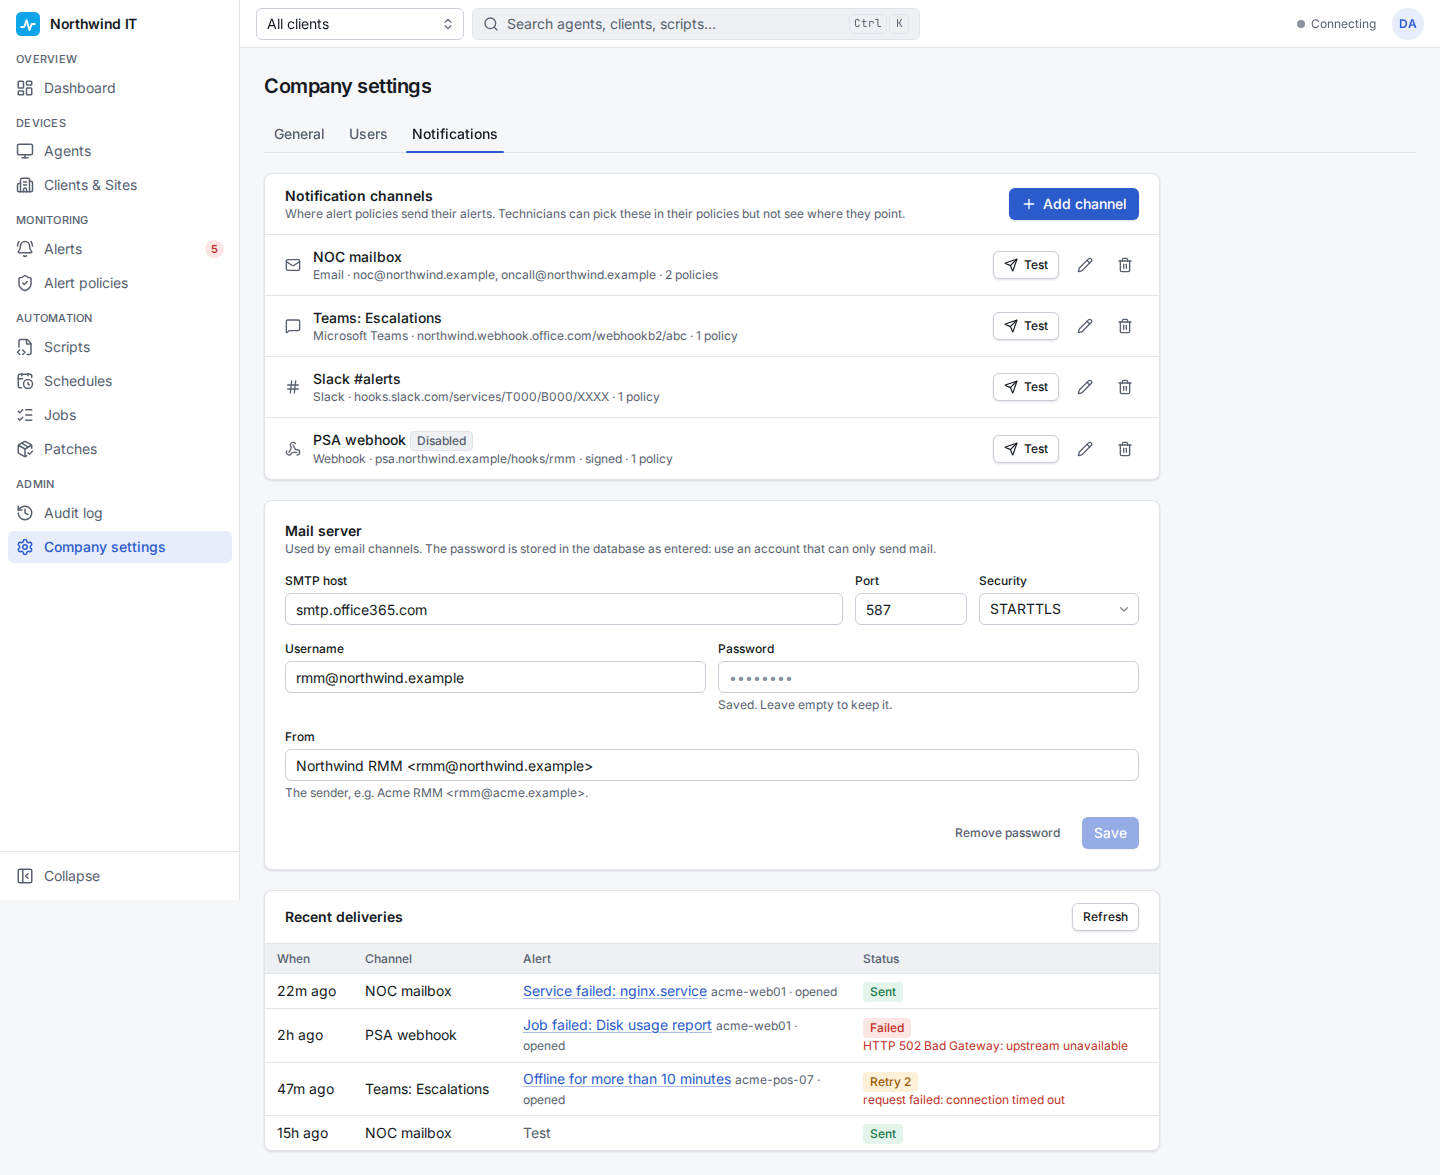 Northwind IT
All clients
Search agents, clients, scripts...
Ctrl K
Connecting
DA
OVERVIEW
Dashboard
DEVICES
Agents
Clients & Sites
MONITORING
Alerts
5
Alert policies
AUTOMATION
Scripts
Schedules
Jobs
Patches
ADMIN
Audit log
Company settings
Collapse
Company settings
General
Users
Notifications
Notification channels
Where alert policies send their alerts. Technicians can pick these in their policies but not see where they point.
Add channel
NOC mailbox
Email · noc@northwind.example, oncall@northwind.example · 2 policies
Test
Teams: Escalations
Microsoft Teams · northwind.webhook.office.com/webhookb2/abc · 1 policy
Test
Slack #alerts
Slack · hooks.slack.com/services/T000/B000/XXXX · 1 policy
Test
PSA webhook Disabled
Webhook · psa.northwind.example/hooks/rmm · signed · 1 policy
Test
Mail server
Used by email channels. The password is stored in the database as entered: use an account that can only send mail.
SMTP host
smtp.office365.com
Port
587
Security
STARTTLS
Username
rmm@northwind.example
Password
••••••••
Saved. Leave empty to keep it.
From
Northwind RMM <rmm@northwind.example>
The sender, e.g. Acme RMM <rmm@acme.example>.
Remove password
Save
Recent deliveries
Refresh
When Channel Alert Status
22m ago NOC mailbox Service failed: nginx.service acme-web01 · opened Sent
2h ago PSA webhook Job failed: Disk usage report acme-web01 ·
opened
Failed
HTTP 502 Bad Gateway: upstream unavailable
47m ago Teams: Escalations Offline for more than 10 minutes acme-pos-07 ·
opened
Retry 2
request failed: connection timed out
15h ago NOC mailbox Test Sent